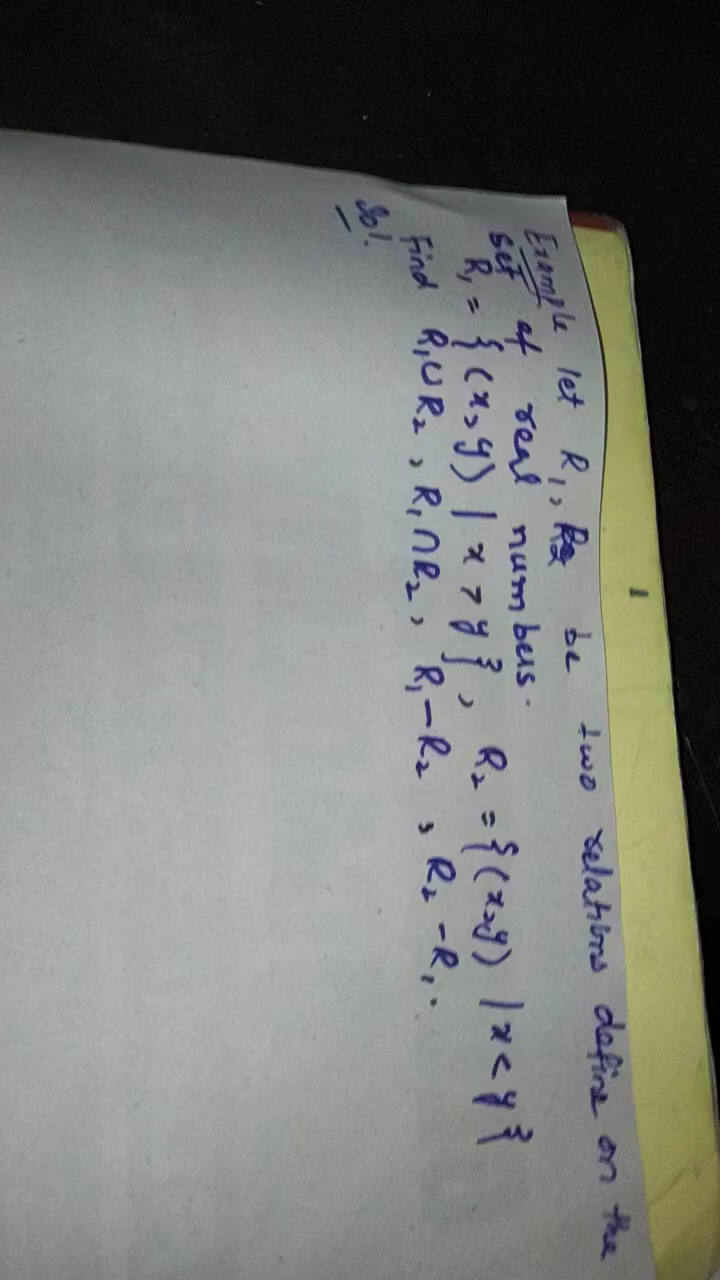 Example let R₁, R₂ be two relations define on the
set of real numbers.
R₁ = {(x, y) | x > y}, R₂ = {(x, y) | x < y}
Find R₁∪R₂, R₁∩R₂, R₁−R₂, R₂−R₁.
Sol.